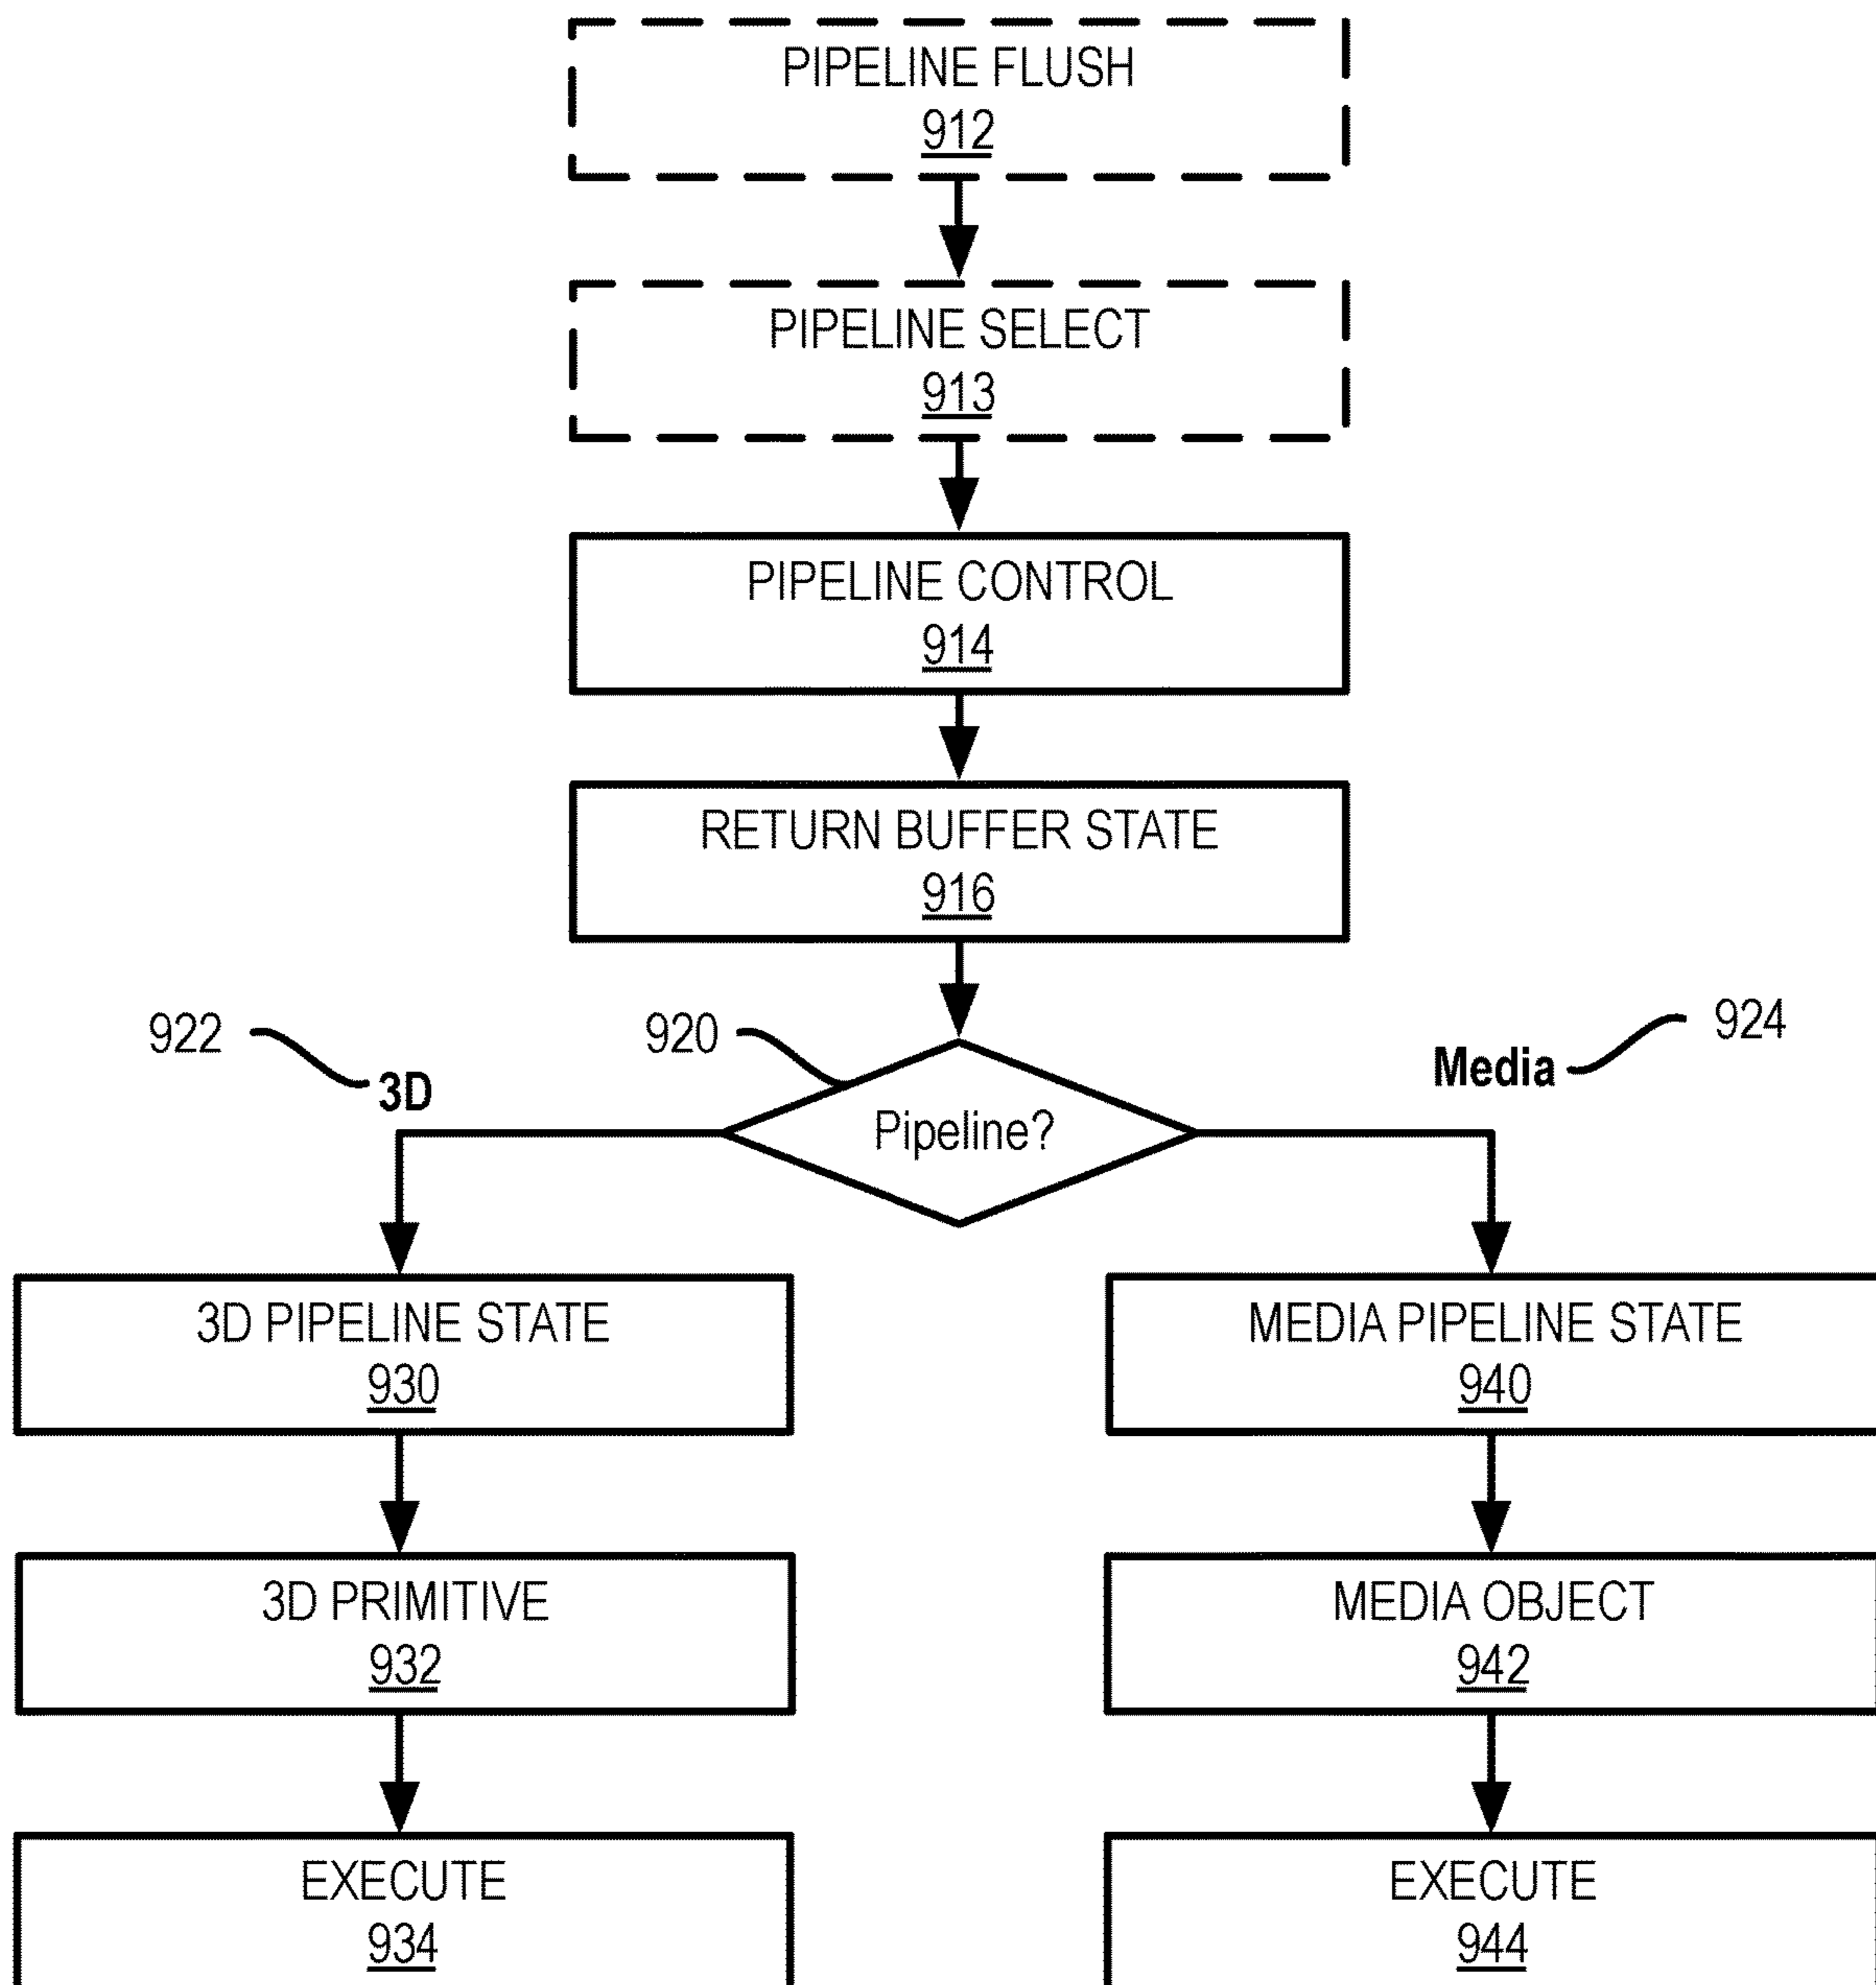 PIPELINE FLUSH
912
PIPELINE SELECT
913
PIPELINE CONTROL
914
RETURN BUFFER STATE
916
922
3D
920
Pipeline?
Media
924
3D PIPELINE STATE
930
MEDIA PIPELINE STATE
940
3D PRIMITIVE
932
MEDIA OBJECT
942
EXECUTE
934
EXECUTE
944